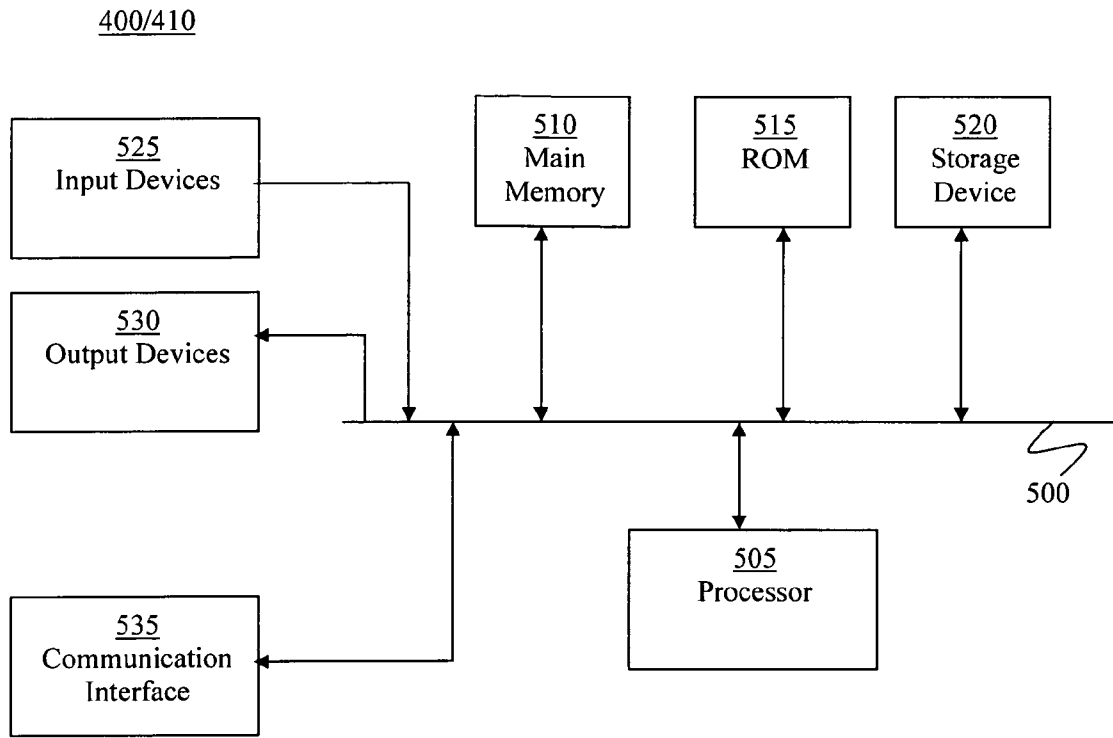 400/410
525
Input Devices
510
Main
Memory
515
ROM
520
Storage
Device
530
Output Devices
500
505
Processor
535
Communication
Interface